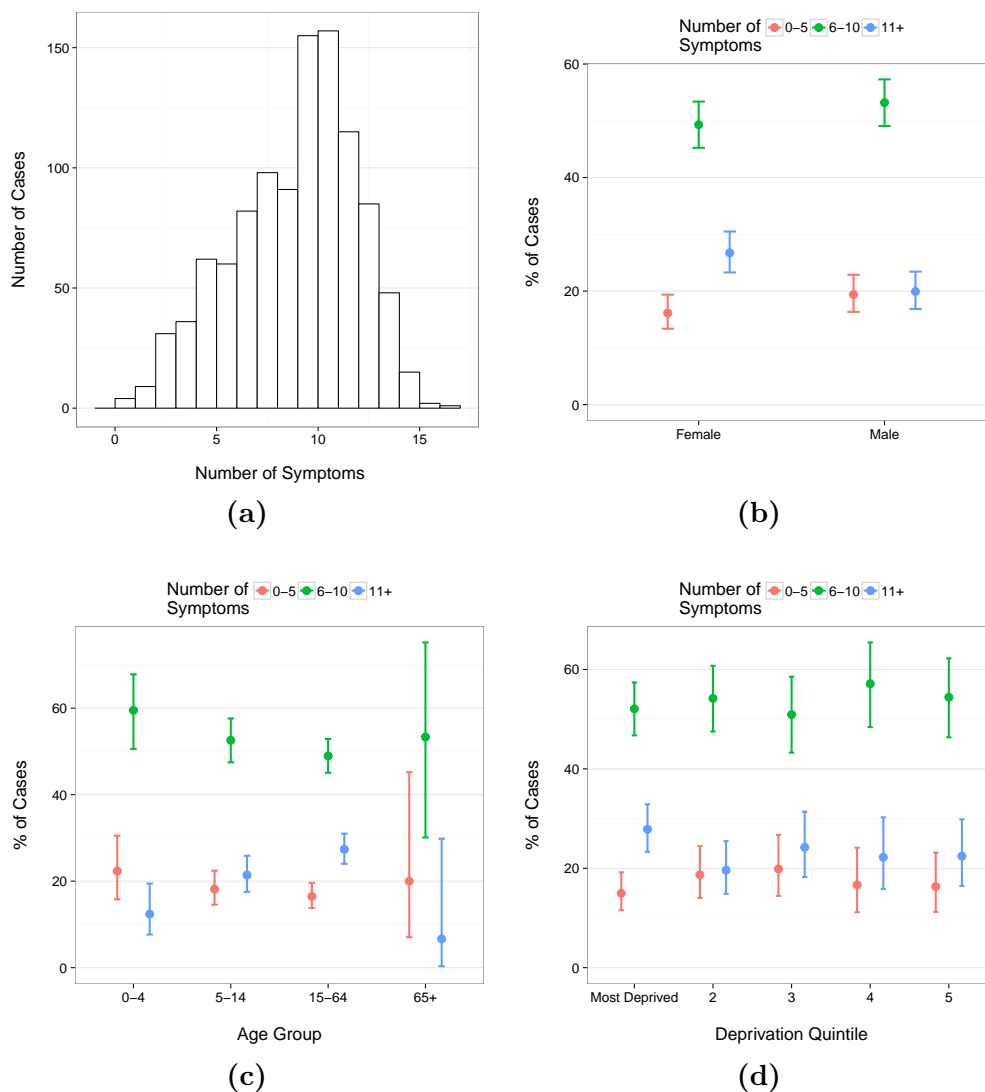 150
100
50
0
Number of Cases
0 5 10 15
Number of Symptoms
(a)
Number of Symptoms 0–5 6–10 11+
60
40
20
0
% of Cases
Female Male
(b)
Number of Symptoms 0–5 6–10 11+
60
40
20
0
% of Cases
0–4 5–14 15–64 65+
Age Group
(c)
Number of Symptoms 0–5 6–10 11+
60
40
20
0
% of Cases
Most Deprived 2 3 4 5
Deprivation Quintile
(d)